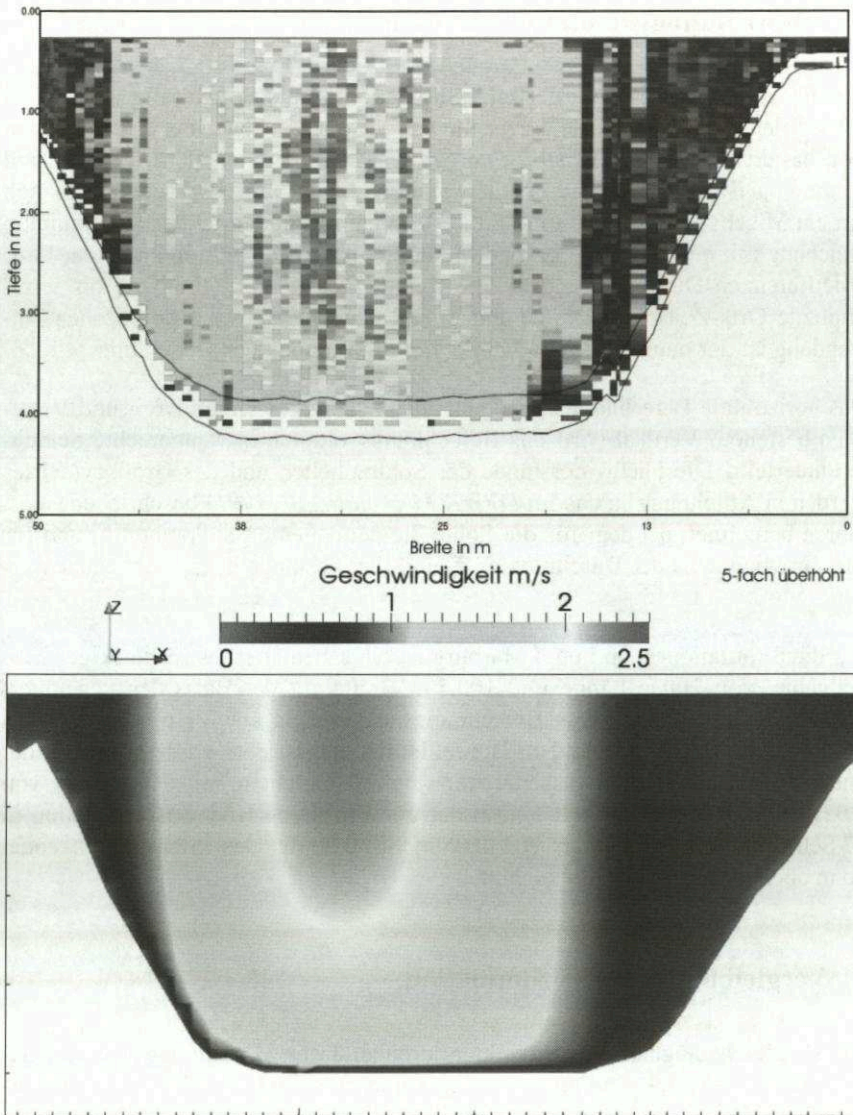 0.00
1.00
2.00
3.00
4.00
5.00
Tiefe in m
50 38 25 13 0
Breite in m
Geschwindigkeit m/s
5-fach überhöht
Z
Y X
1 2
0 2.5